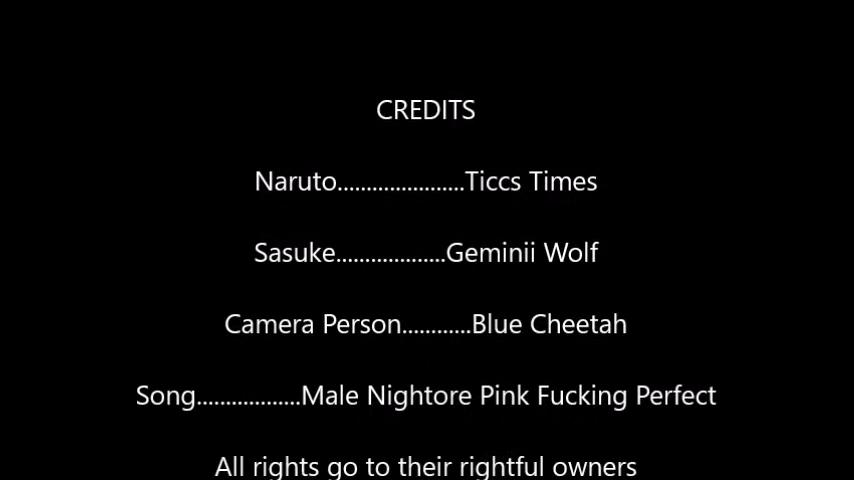 CREDITS
Naruto......................Ticcs Times
Sasuke...................Geminii Wolf
Camera Person............Blue Cheetah
Song..................Male Nightore Pink Fucking Perfect
All rights go to their rightful owners